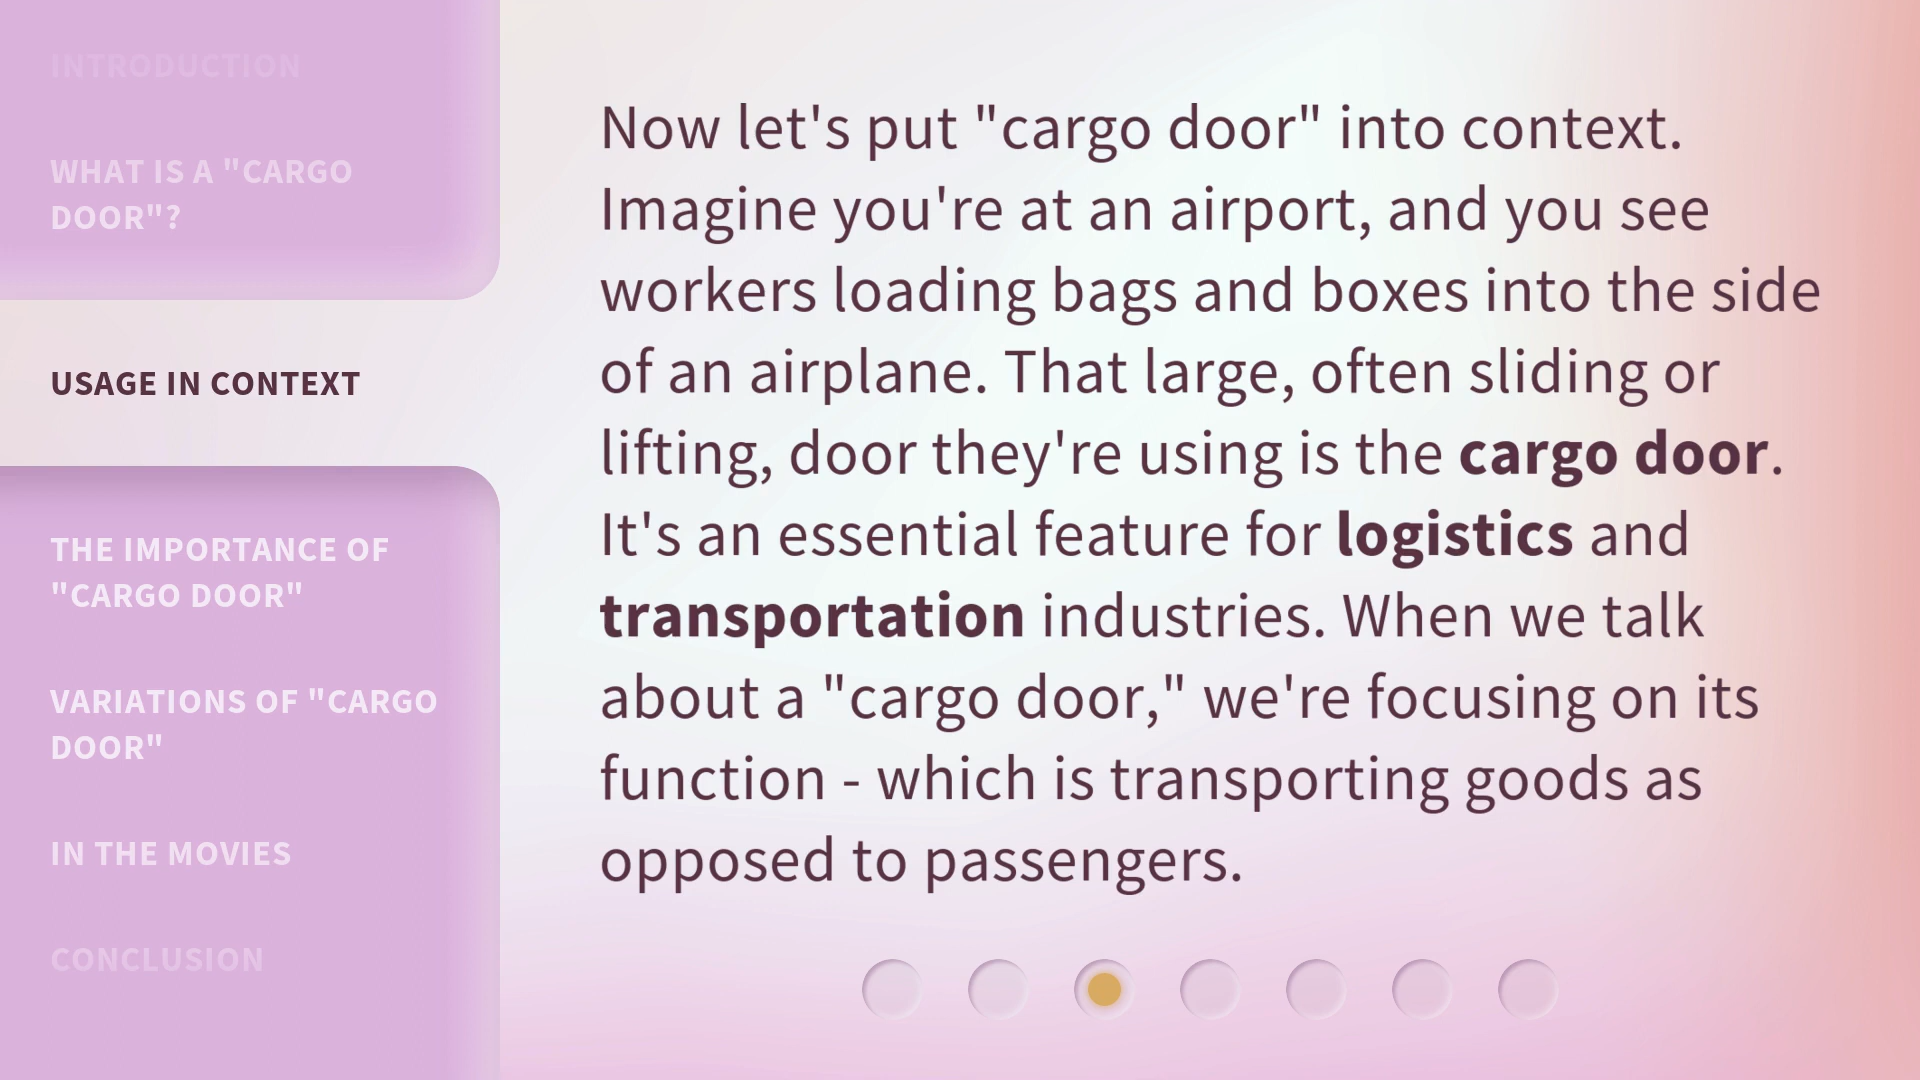 INTRODUCTION
WHAT IS A "CARGO
DOOR"?
USAGE IN CONTEXT
THE IMPORTANCE OF
"CARGO DOOR"
VARIATIONS OF "CARGO
DOOR"
IN THE MOVIES
CONCLUSION
Now let's put "cargo door" into context.
Imagine you're at an airport, and you see
workers loading bags and boxes into the side
of an airplane. That large, often sliding or
lifting, door they're using is the cargo door.
It's an essential feature for logistics and
transportation industries. When we talk
about a "cargo door," we're focusing on its
function - which is transporting goods as
opposed to passengers.